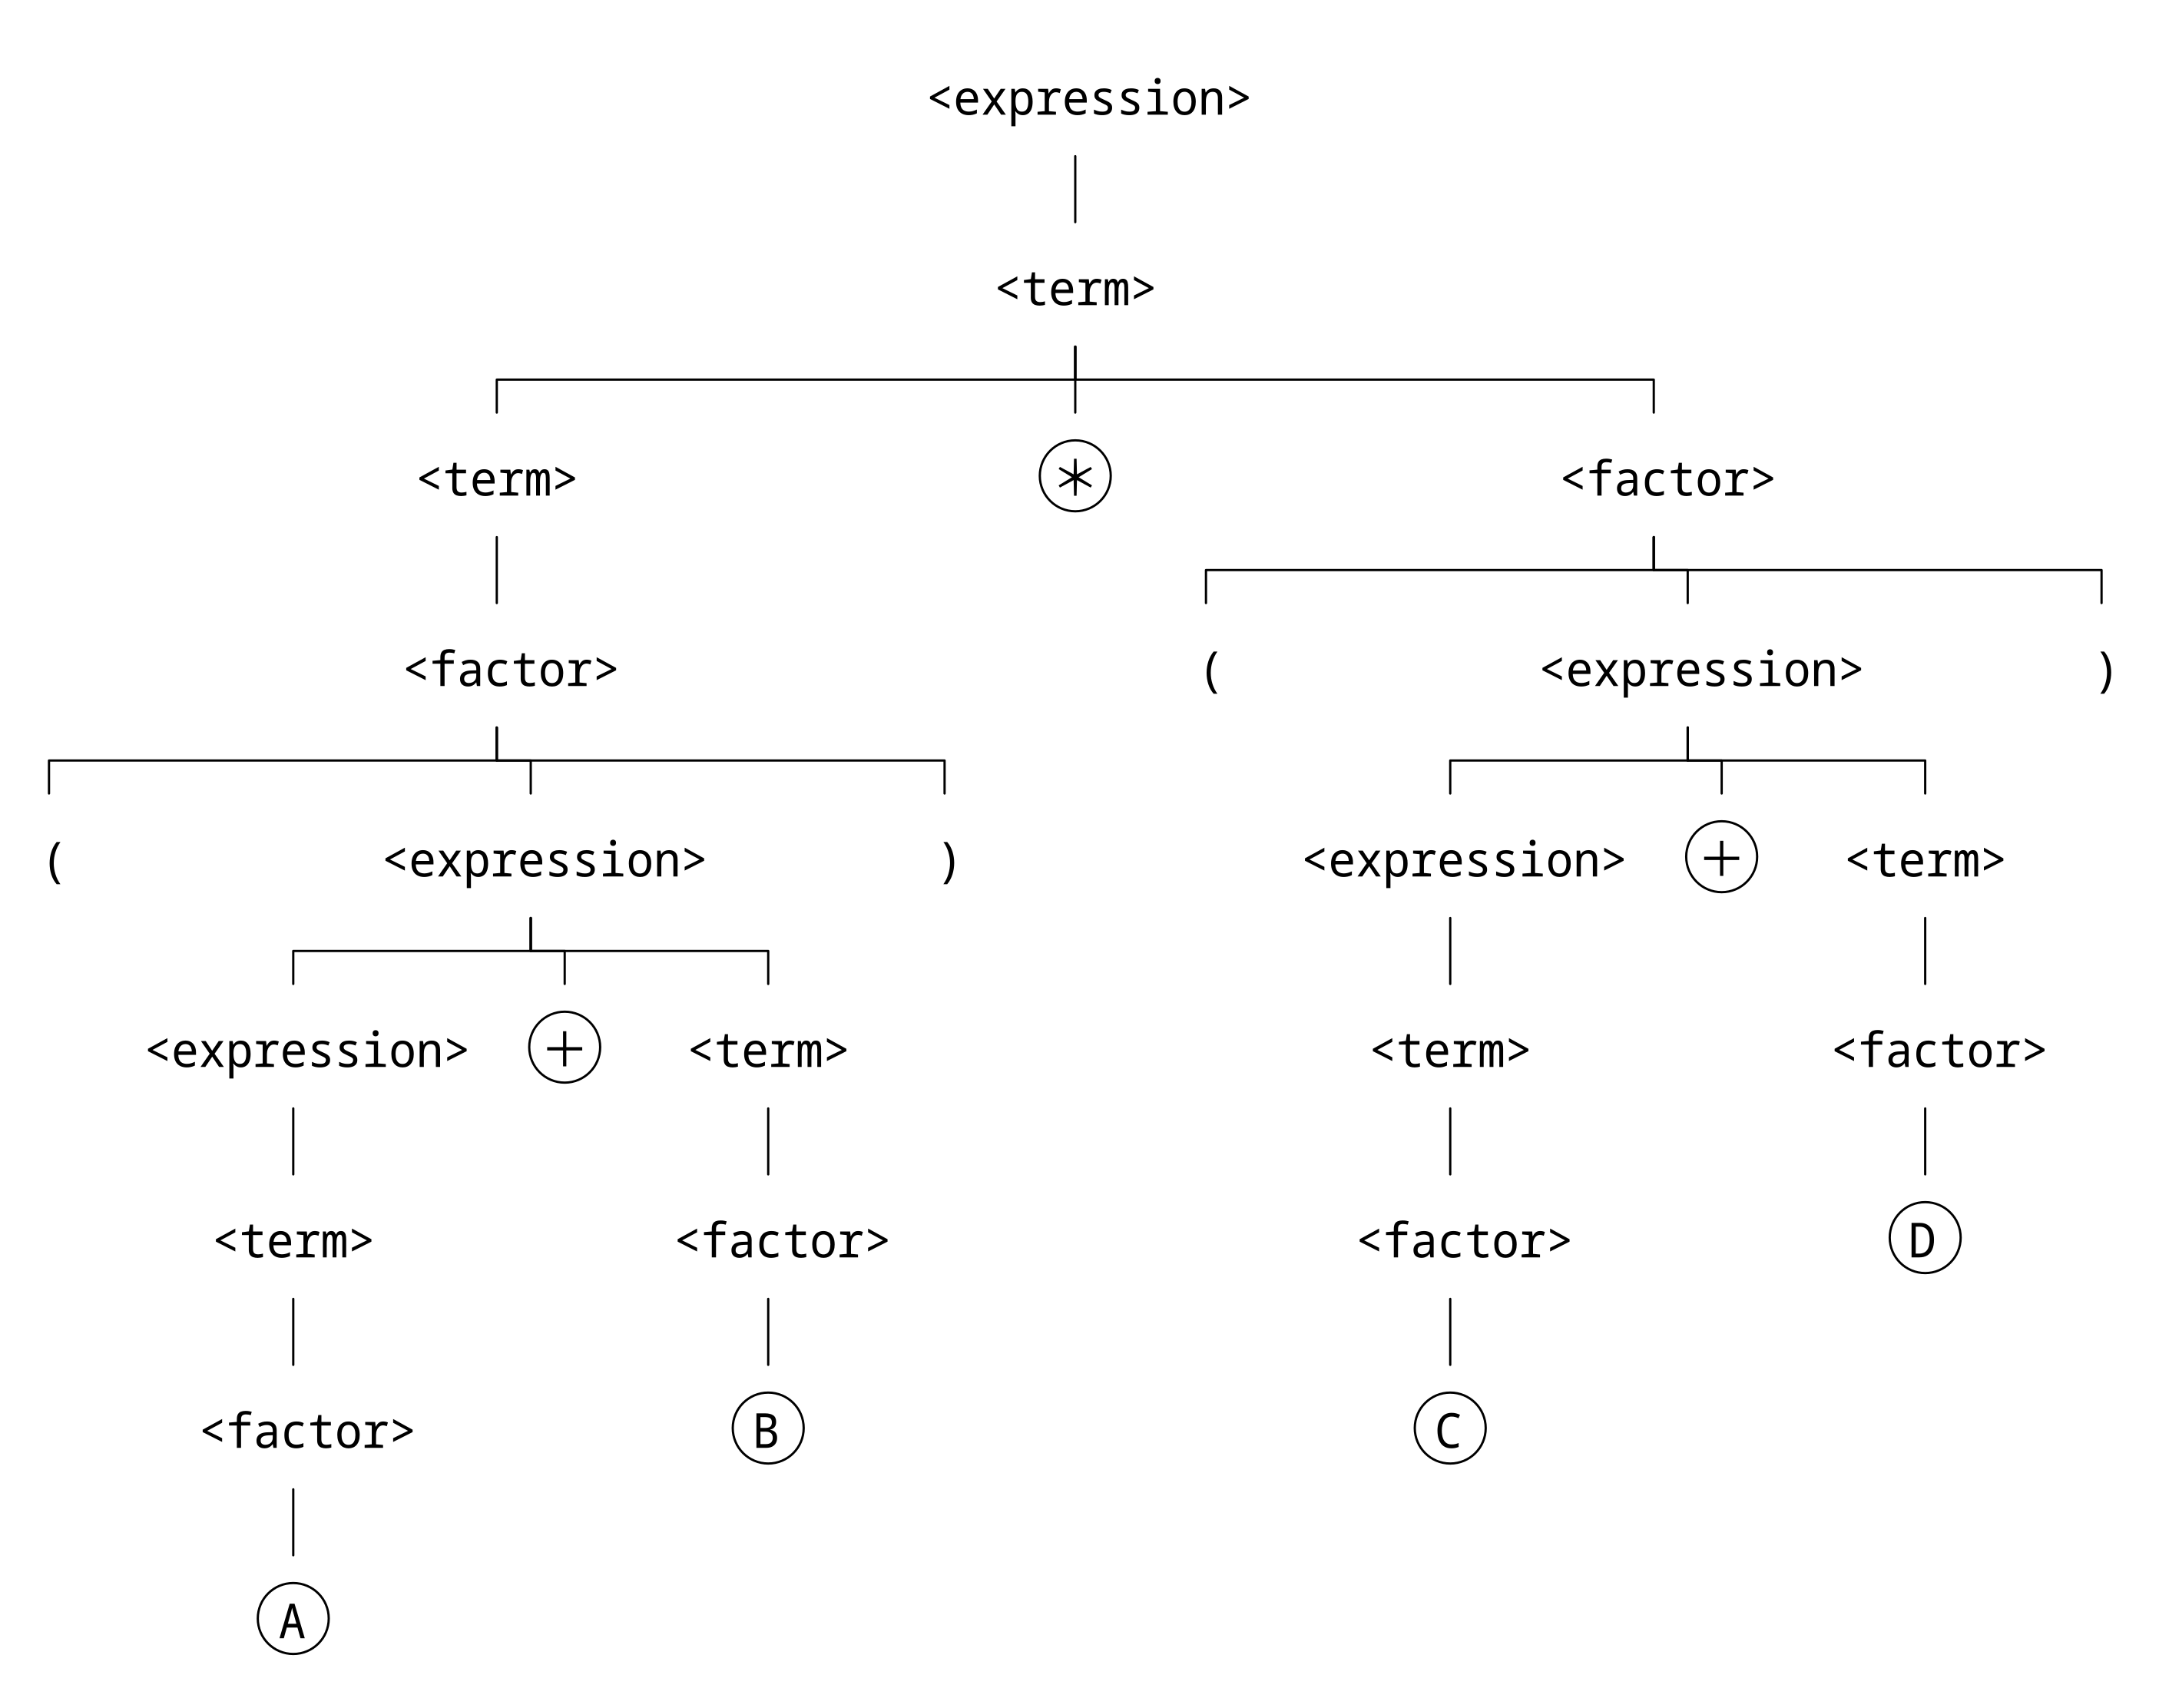 <expression>
<term>
<term> * <factor>
<factor> ( <expression> )
( <expression> ) <expression> + <term>
<expression> + <term> <term> <factor>
<term> <factor> <factor> D
<factor> B C
A